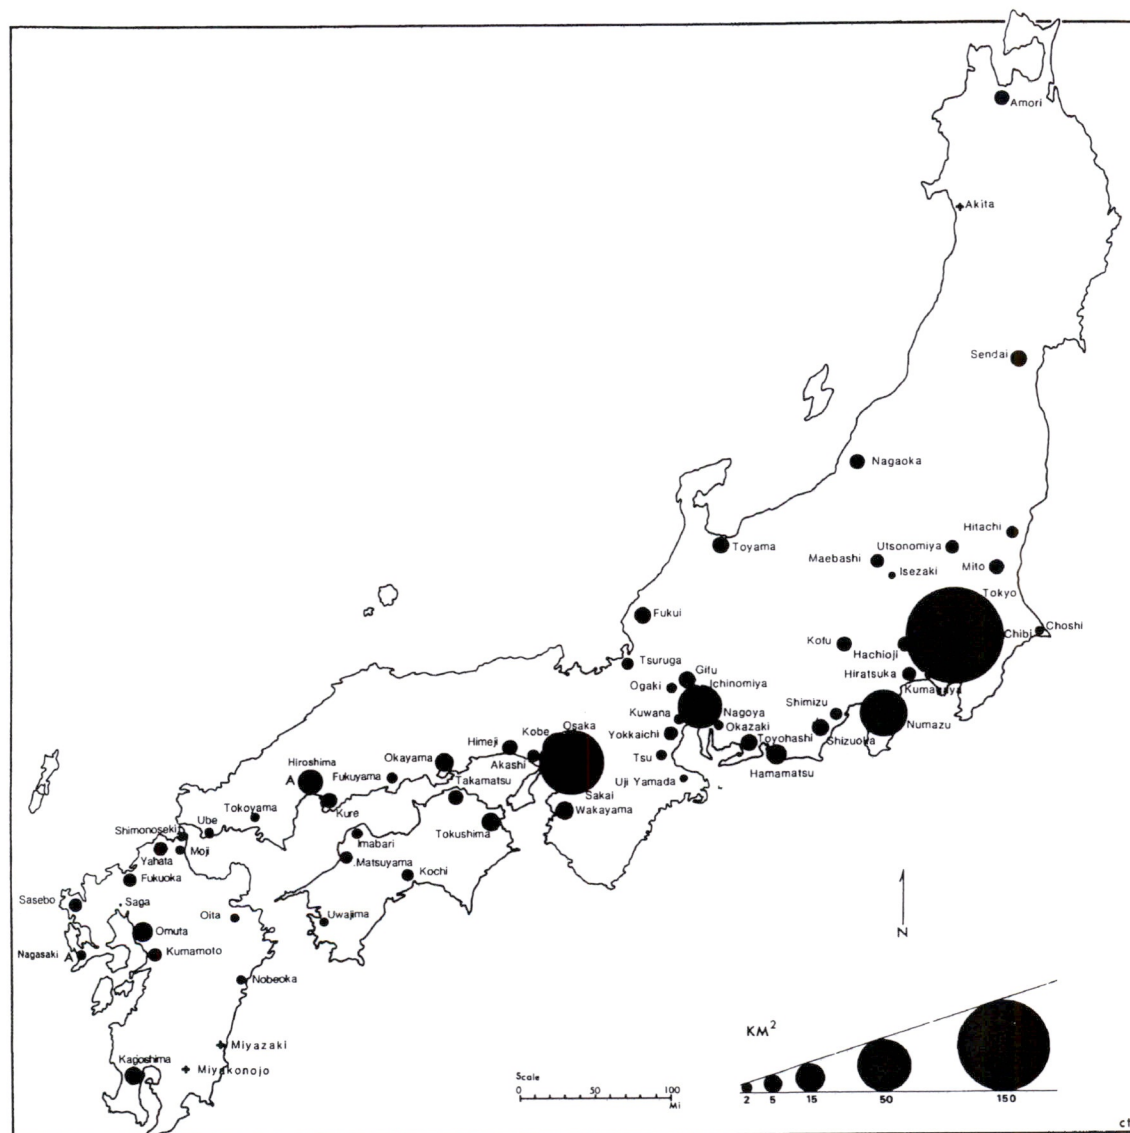 Amori
Akita
Sendai
Nagaoka
Hitachi
Toyama
Utsonomiya
Maebashi
Isezaki
Mito
Tokyo
Fukui
Kofu
Chibi
Choshi
Hachioji
Tsuruga
Gifu
Hiratsuka
Ogaki
Ichinomiya
Kumagaya
Shimizu
Kuwana
Nagoya
Numazu
Osaka
Okazaki
Kobe
Yokkaichi
Toyohashi
Shizuoka
Himeji
Okayama
Akashi
Tsu
Hamamatsu
Hiroshima
A
Fukuyama
Takamatsu
Uji Yamada
Sakai
Kure
Wakayama
Tokoyama
Tokushima
Ube
Shimonoseki
Imabari
Moji
Yahata
Matsuyama
Kochi
Fukuoka
Sasebo
Saga
Oita
Uwajima
Omuta
N
Nagasaki A
Kumamoto
Nobeoka
KM²
Miyazaki
Kagoshima
Miyakonojo
Scale
0 50 100
Mi
2 5 15 50 150
cf